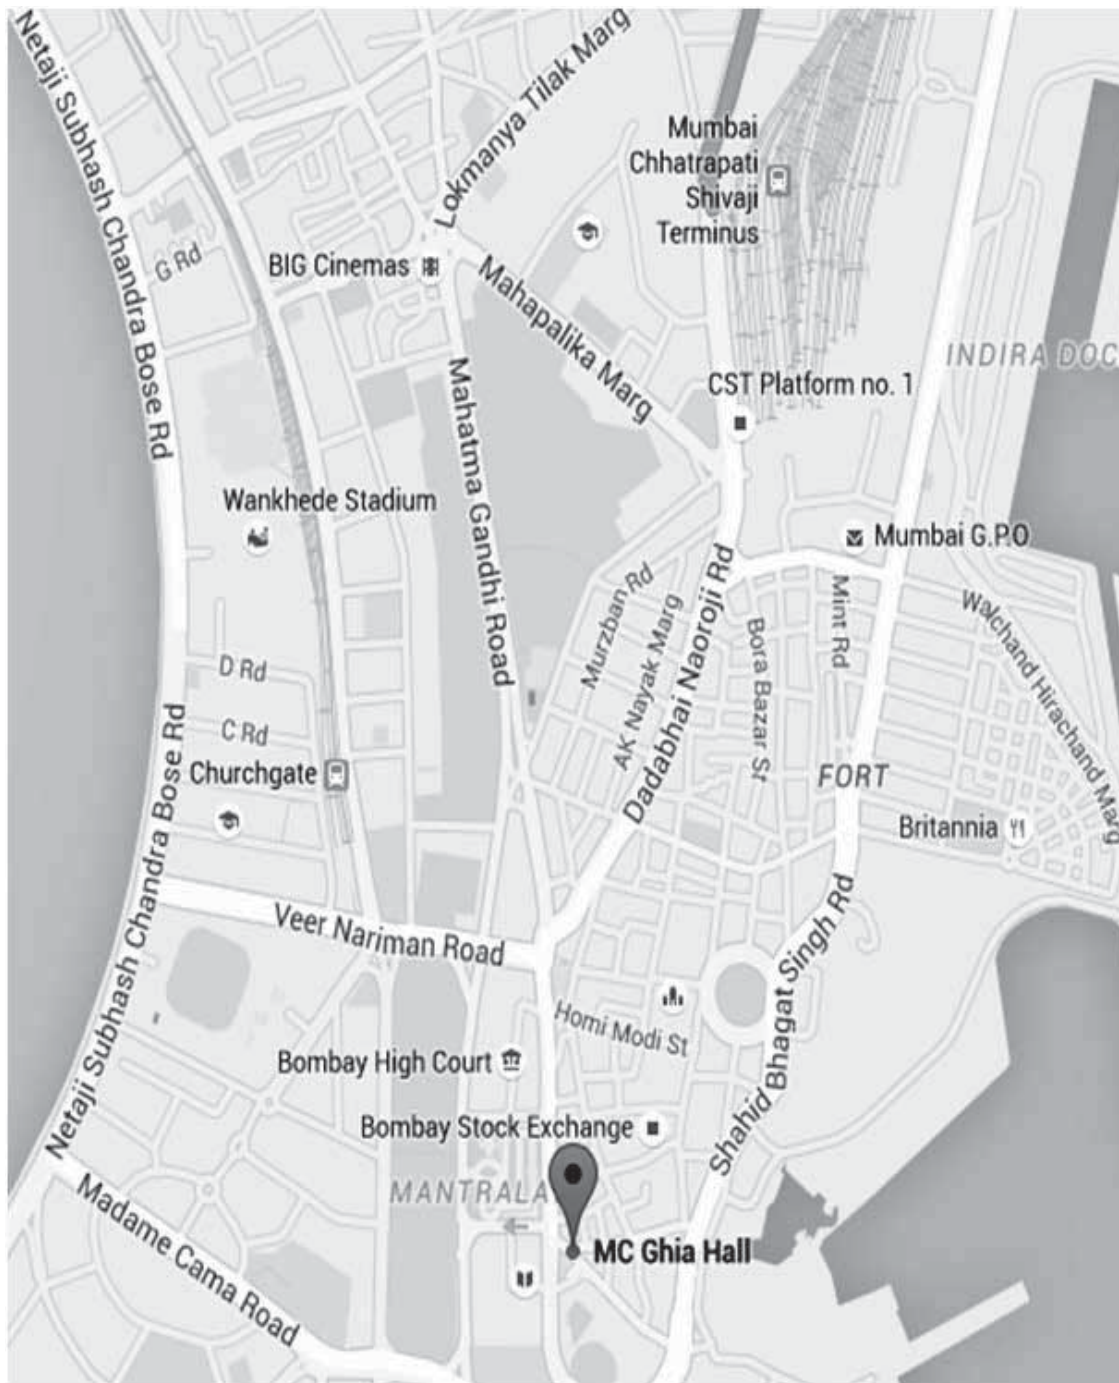 Netaji Subhash Chandra Bose Rd
Lokmanya Tilak Marg
Mumbai
Chhatrapati
Shivaji
Terminus
G Rd
BIG Cinemas
Mahapalika Marg
INDIRA DOC
Mahatma Gandhi Road
CST Platform no. 1
Wankhede Stadium
Mumbai G.P.O
Murzban Rd
AK Nayak Marg
Dadabhai Naoroji Rd
Bora Bazar St
Mint Rd
Walchand Hirachand Marg
D Rd
C Rd
Netaji Subhash Chandra Bose Rd
Churchgate
FORT
Britannia
Veer Nariman Road
Shahid Bhagat Singh Rd
Homi Modi St
Bombay High Court
Bombay Stock Exchange
MANTRALA
Madame Cama Road
MC Ghia Hall